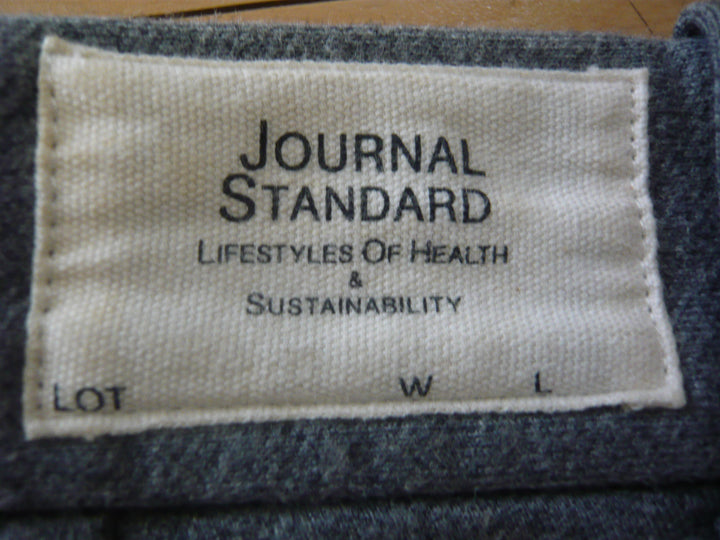 JOURNAL
STANDARD
LIFESTYLES OF HEALTH
&
SUSTAINABILITY
LOT W L